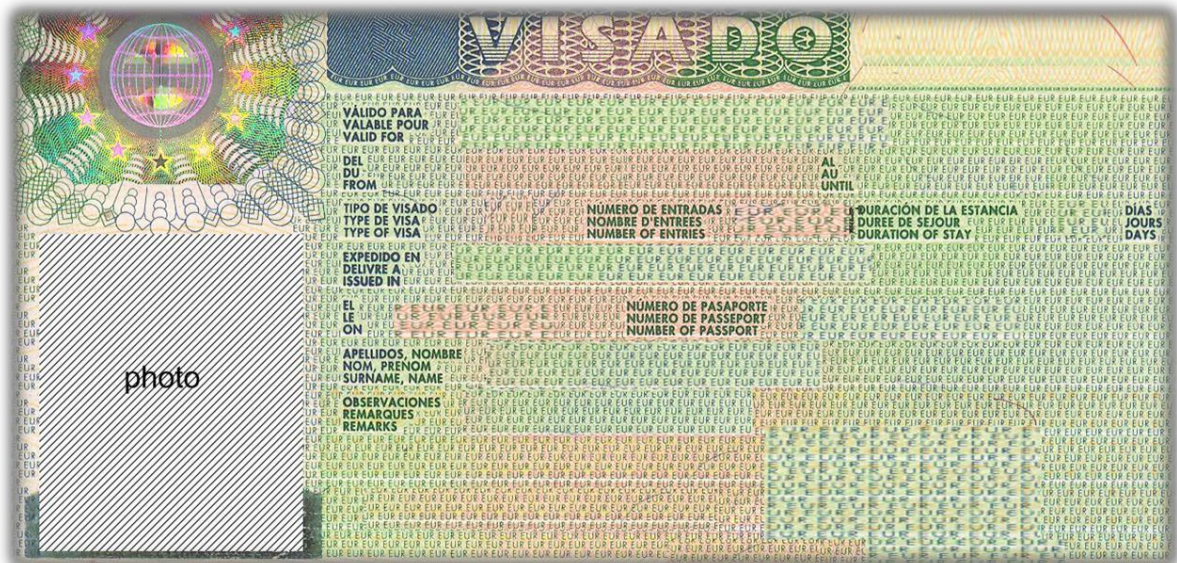 VISADO
VÁLIDO PARA
VALABLE POUR
VALID FOR
DEL
DU
FROM
AL
AU
UNTIL
TIPO DE VISADO
TYPE DE VISA
TYPE OF VISA
NÚMERO DE ENTRADAS
NOMBRE D'ENTREES
NUMBER OF ENTRIES
DURACIÓN DE LA ESTANCIA
DUREE DE SEJOUR
DURATION OF STAY
DÍAS
JOURS
DAYS
EXPEDIDO EN
DELIVRE A
ISSUED IN
EL
LE
ON
NÚMERO DE PASAPORTE
NUMERO DE PASSEPORT
NUMBER OF PASSPORT
APELLIDOS, NOMBRE
NOM, PRENOM
SURNAME, NAME
OBSERVACIONES
REMARQUES
REMARKS
photo